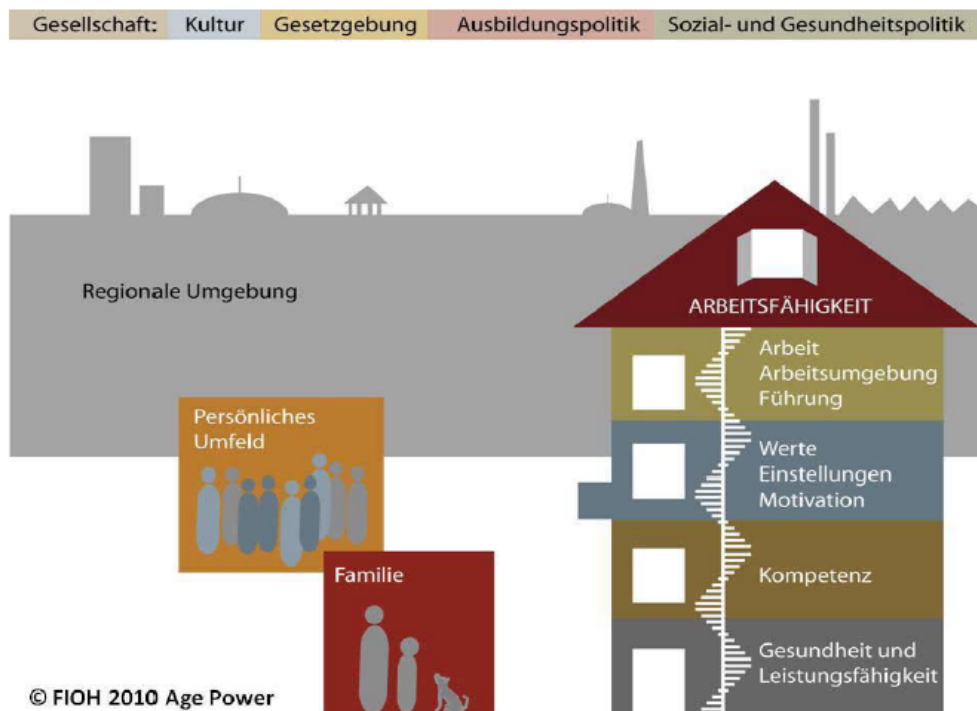 Gesellschaft: Kultur Gesetzgebung Ausbildungspolitik Sozial- und Gesundheitspolitik
Regionale Umgebung
ARBEITSFÄHIGKEIT
Arbeit
Arbeitsumgebung
Führung
Persönliches
Umfeld
Werte
Einstellungen
Motivation
Familie
Kompetenz
Gesundheit und
Leistungsfähigkeit
© FIOH 2010 Age Power